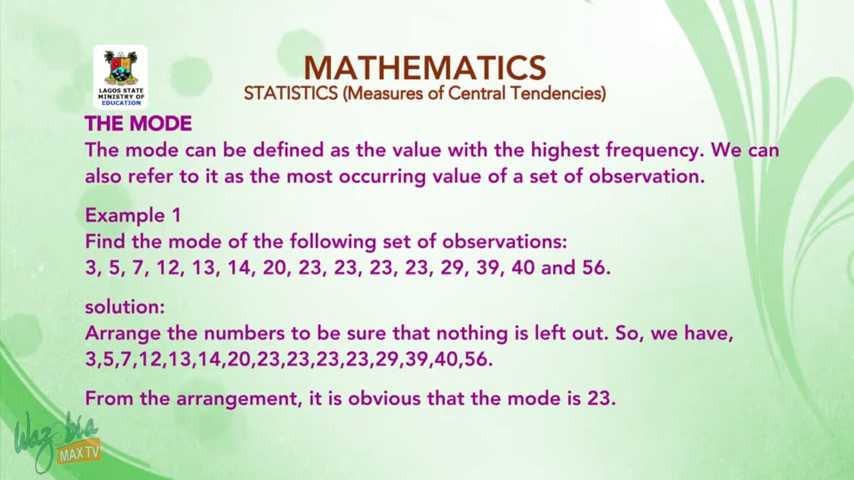 MATHEMATICS
STATISTICS (Measures of Central Tendencies)
LAGOS STATE
MINISTRY OF
EDUCATION
THE MODE
The mode can be defined as the value with the highest frequency. We can
also refer to it as the most occurring value of a set of observation.
Example 1
Find the mode of the following set of observations:
3, 5, 7, 12, 13, 14, 20, 23, 23, 23, 23, 29, 39, 40 and 56.
solution:
Arrange the numbers to be sure that nothing is left out. So, we have,
3,5,7,12,13,14,20,23,23,23,23,29,39,40,56.
From the arrangement, it is obvious that the mode is 23.
Wazobia
MAX TV